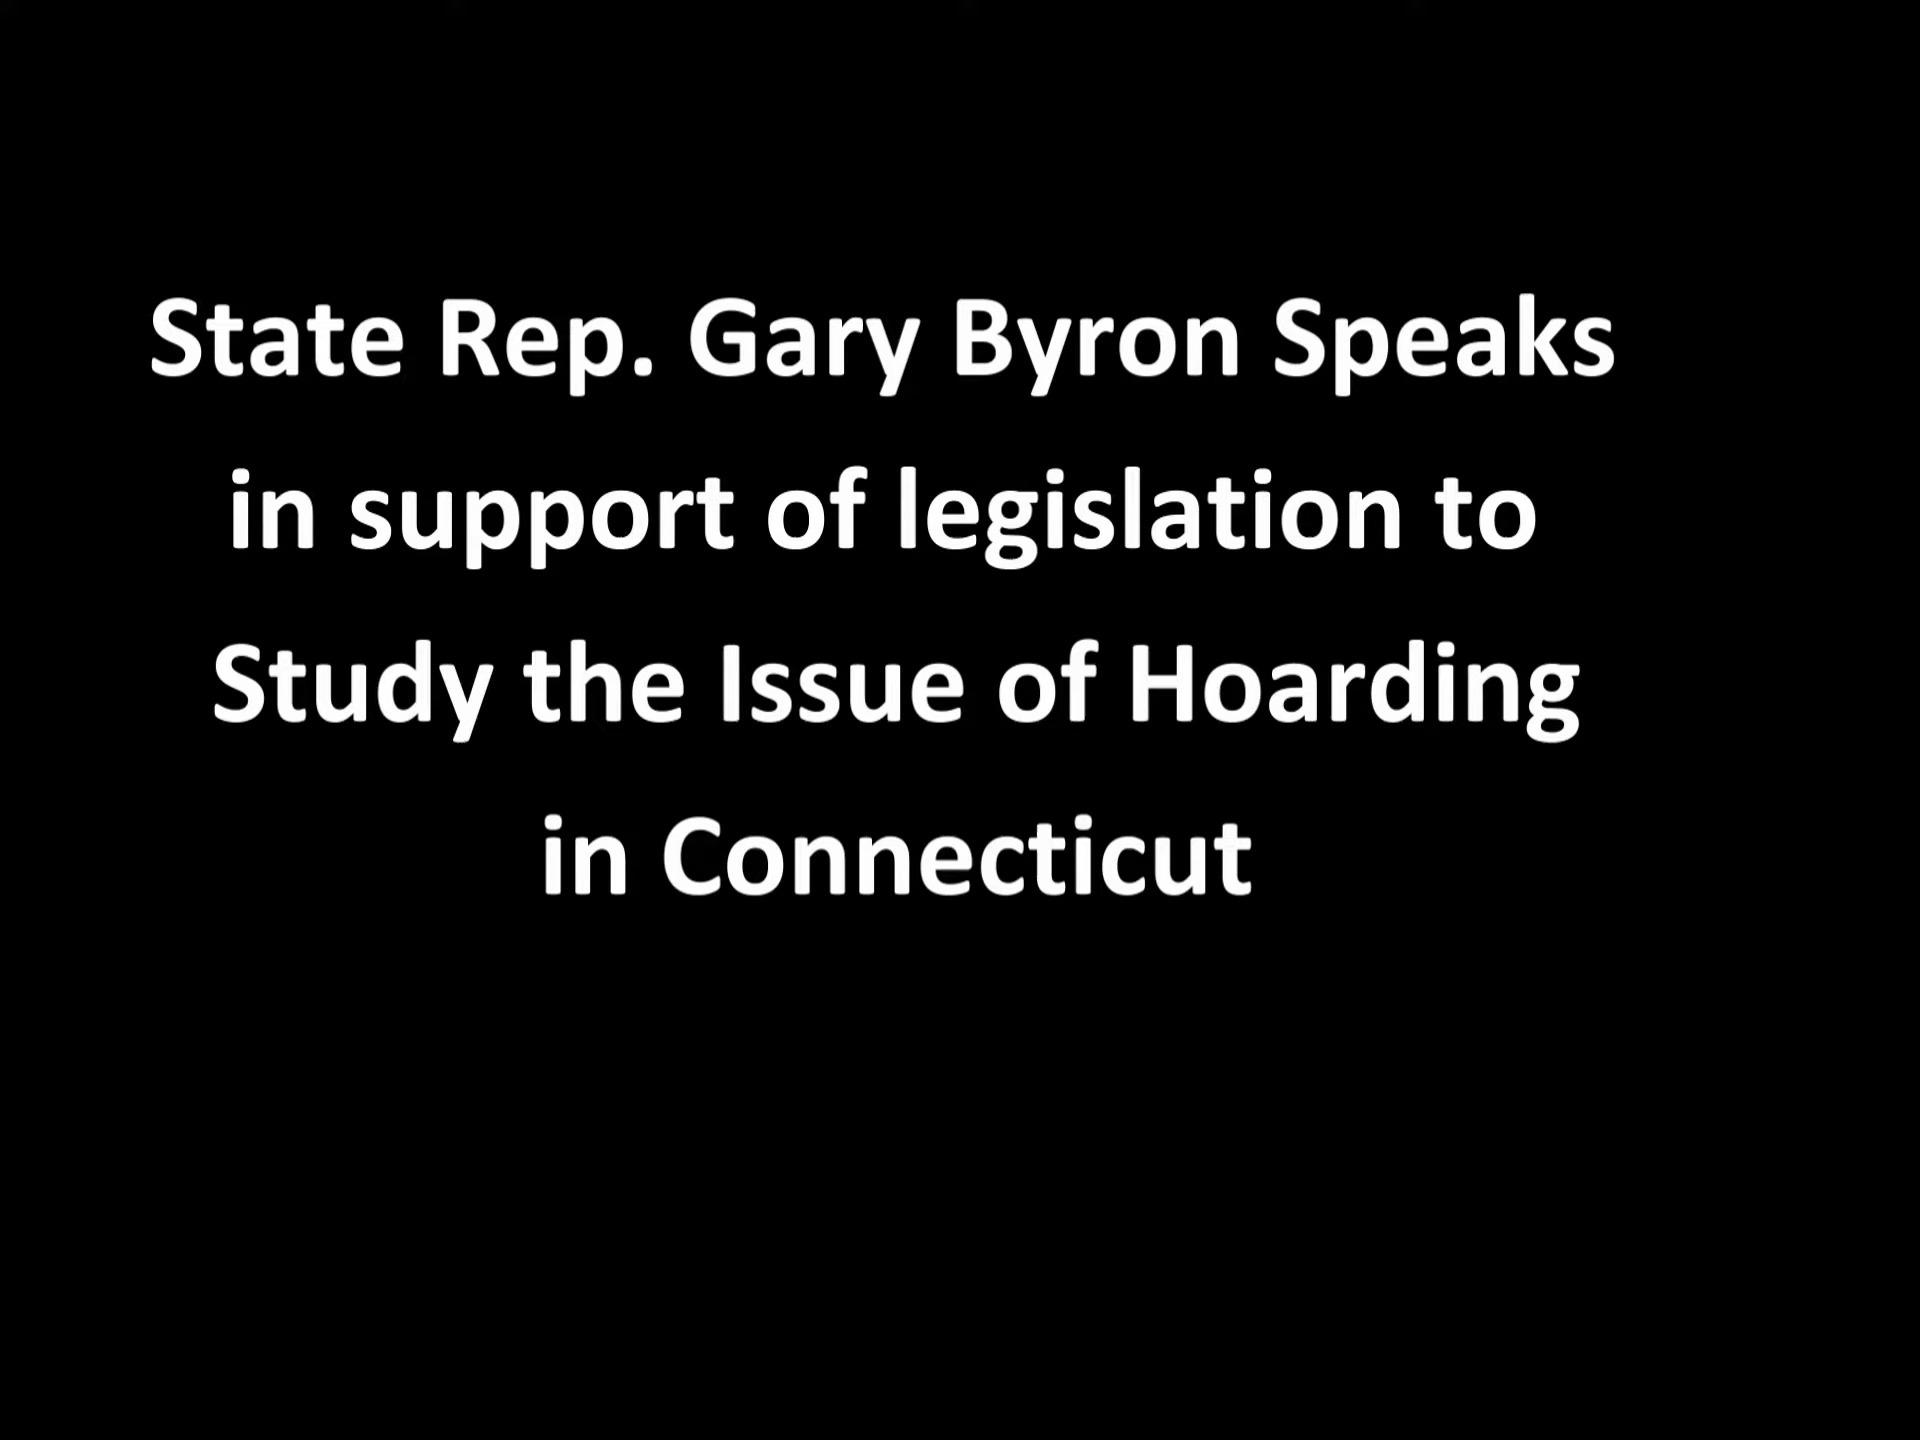 State Rep. Gary Byron Speaks
in support of legislation to
Study the Issue of Hoarding
in Connecticut